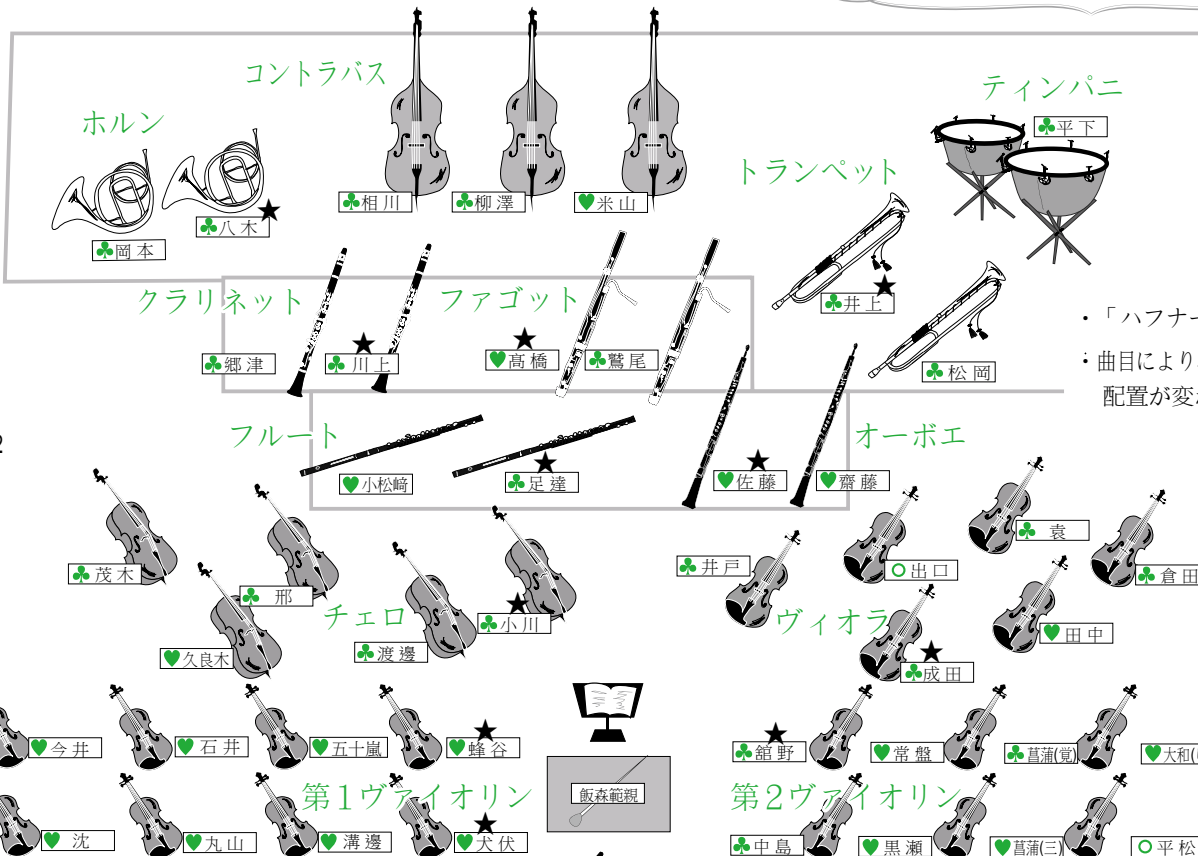 コントラバス
ティンパニ
♣平下
ホルン
トランペット
♣相川
♣柳澤
♥米山
♣八木★
♣岡本
クラリネット
ファゴット
♣井上★
・「ハフナー
♣郷津
♣川上★
♥髙橋★
♣鷲尾
♣松岡
・曲目により
配置が変
2
フルート
オーボエ
♥小松﨑
♣足達★
♥佐藤★
♥齋藤
♣袁
♣茂木
♣井戸
○出口
♣倉田
♣邢
チェロ
♣小川★
ヴィオラ
♥田中
♥久良木
♣渡邊
♣成田★
♥今井
♥石井
♥五十嵐
♥蜂谷★
♣舘野★
♥常盤
♣菖蒲(覚)
♥大和(
第1ヴァイオリン
飯森範親
第2ヴァイオリン
♥沈
♥丸山
♥溝邊
♥犬伏★
♣中島
♥黒瀬
♥菖蒲(三)
○平松